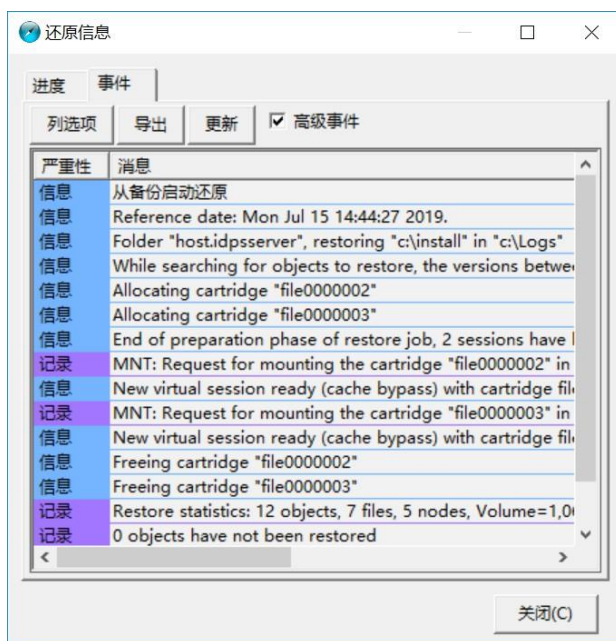 还原信息
进度 事件
列选项 导出 更新 高级事件
严重性 消息
信息 从备份启动还原
信息 Reference date: Mon Jul 15 14:44:27 2019.
信息 Folder "host.idpsserver", restoring "c:\install" in "c:\Logs"
信息 While searching for objects to restore, the versions
信息 Allocating cartridge "file0000002"
信息 Allocating cartridge "file0000003"
信息 End of preparation phase of restore job, 2 sessions have
记录 MNT: Request for mounting the cartridge "file0000002" in
信息 New virtual session ready (cache bypass) with cartridge
记录 MNT: Request for mounting the cartridge "file0000003" in
信息 New virtual session ready (cache bypass) with cartridge
信息 Freeing cartridge "file0000002"
信息 Freeing cartridge "file0000003"
记录 Restore statistics: 12 objects, 7 files, 5 nodes,
记录 0 objects have not been restored
关闭(C)